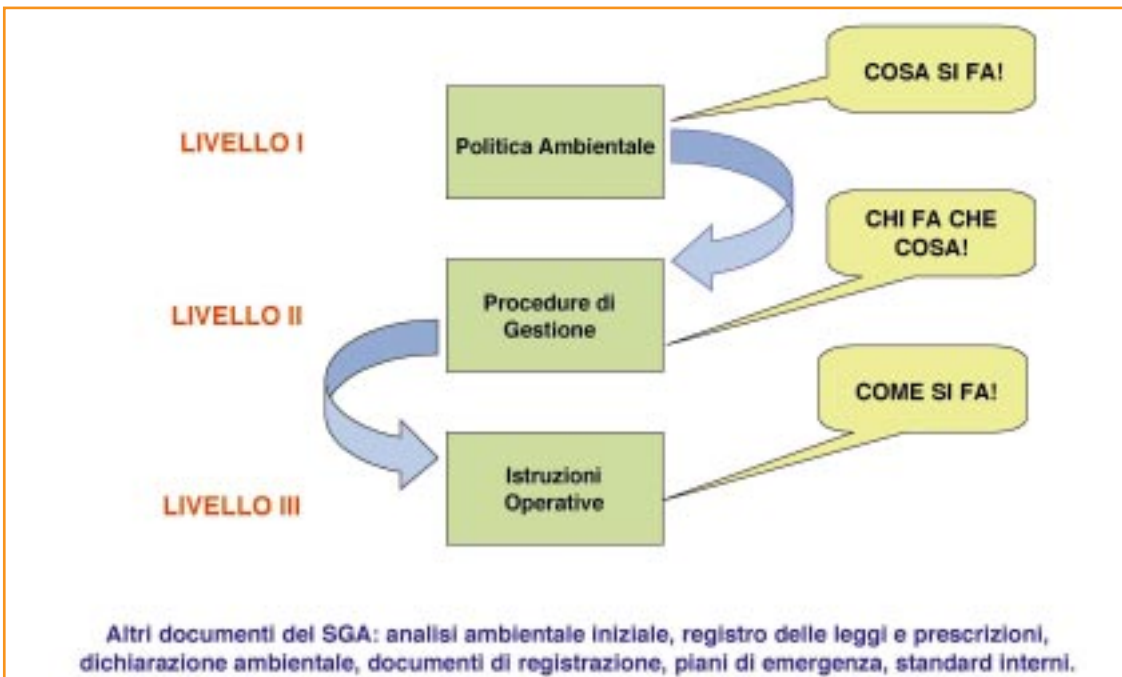 COSA SI FA!
LIVELLO I
Politica Ambientale
CHI FA CHE
COSA!
LIVELLO II
Procedure di
Gestione
COME SI FA!
LIVELLO III
Istruzioni
Operative
Altri documenti del SGA: analisi ambientale iniziale, registro delle leggi e prescrizioni,
dichiarazione ambientale, documenti di registrazione, piani di emergenza, standard interni.